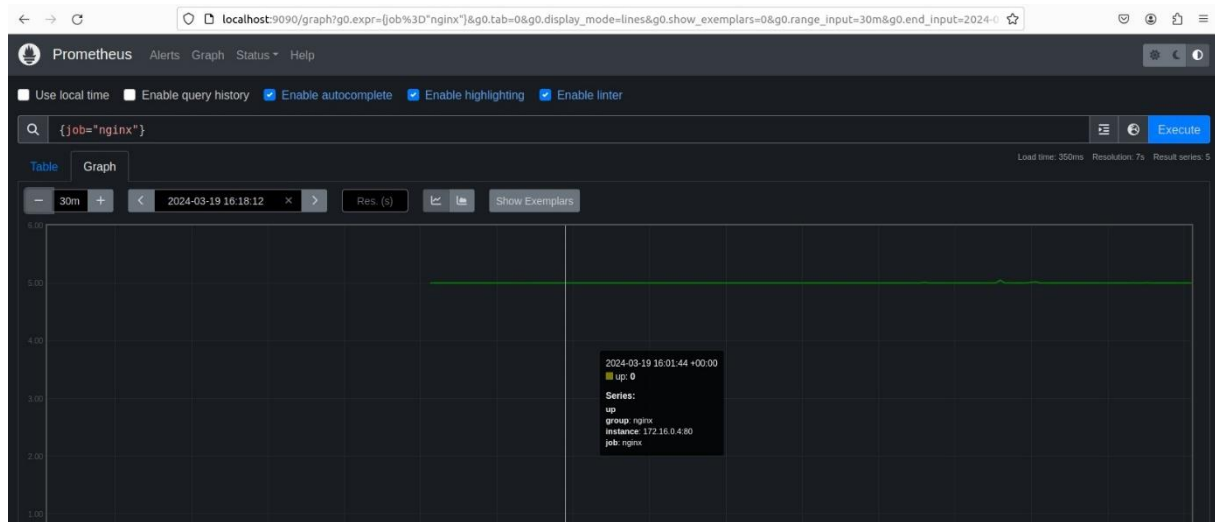 localhost:9090/graph?g0.expr={job%3D"nginx"}&g0.tab=0&g0.display_mode=lines&g0.show_exemplars=0&g0.range_input=30m&g0.end_input=2024-0
Prometheus Alerts Graph Status Help
Use local time Enable query history Enable autocomplete Enable highlighting Enable linter
{job="nginx"} Execute
Load time: 350ms Resolution: 7s Result series: 5
Table Graph
− 30m + < 2024-03-19 16:18:12 × > Res. (s) Show Exemplars
6.00
5.00
4.00
2024-03-19 16:01:44 +00:00
up: 0
Series:
3.00
up
group: nginx
instance: 172.16.0.4:80
job: nginx
2.00
1.00